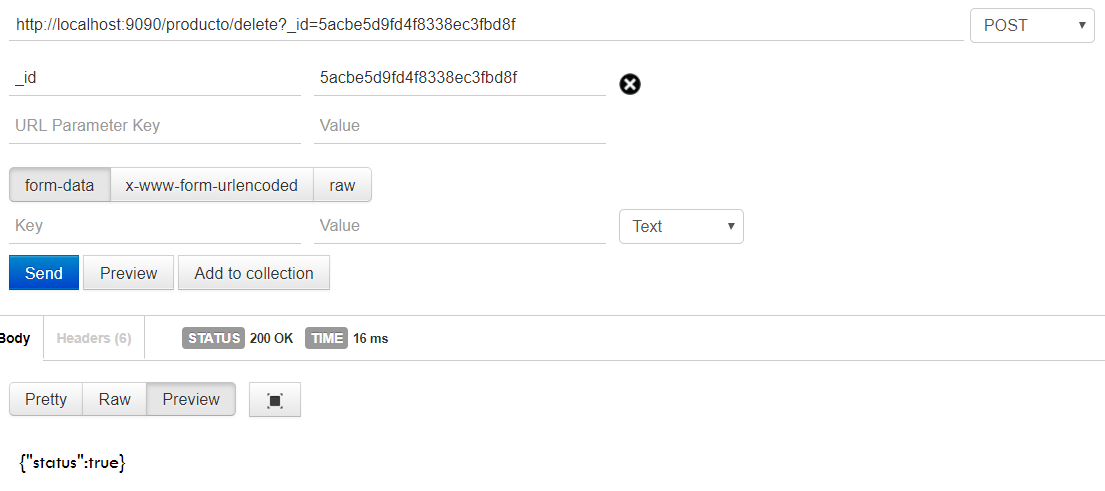 http://localhost:9090/producto/delete?_id=5acbe5d9fd4f8338ec3fbd8f POST
_id 5acbe5d9fd4f8338ec3fbd8f
URL Parameter Key Value
form-data x-www-form-urlencoded raw
Key Value Text
Send Preview Add to collection
Body Headers (6) STATUS 200 OK TIME 16 ms
Pretty Raw Preview
{"status":true}